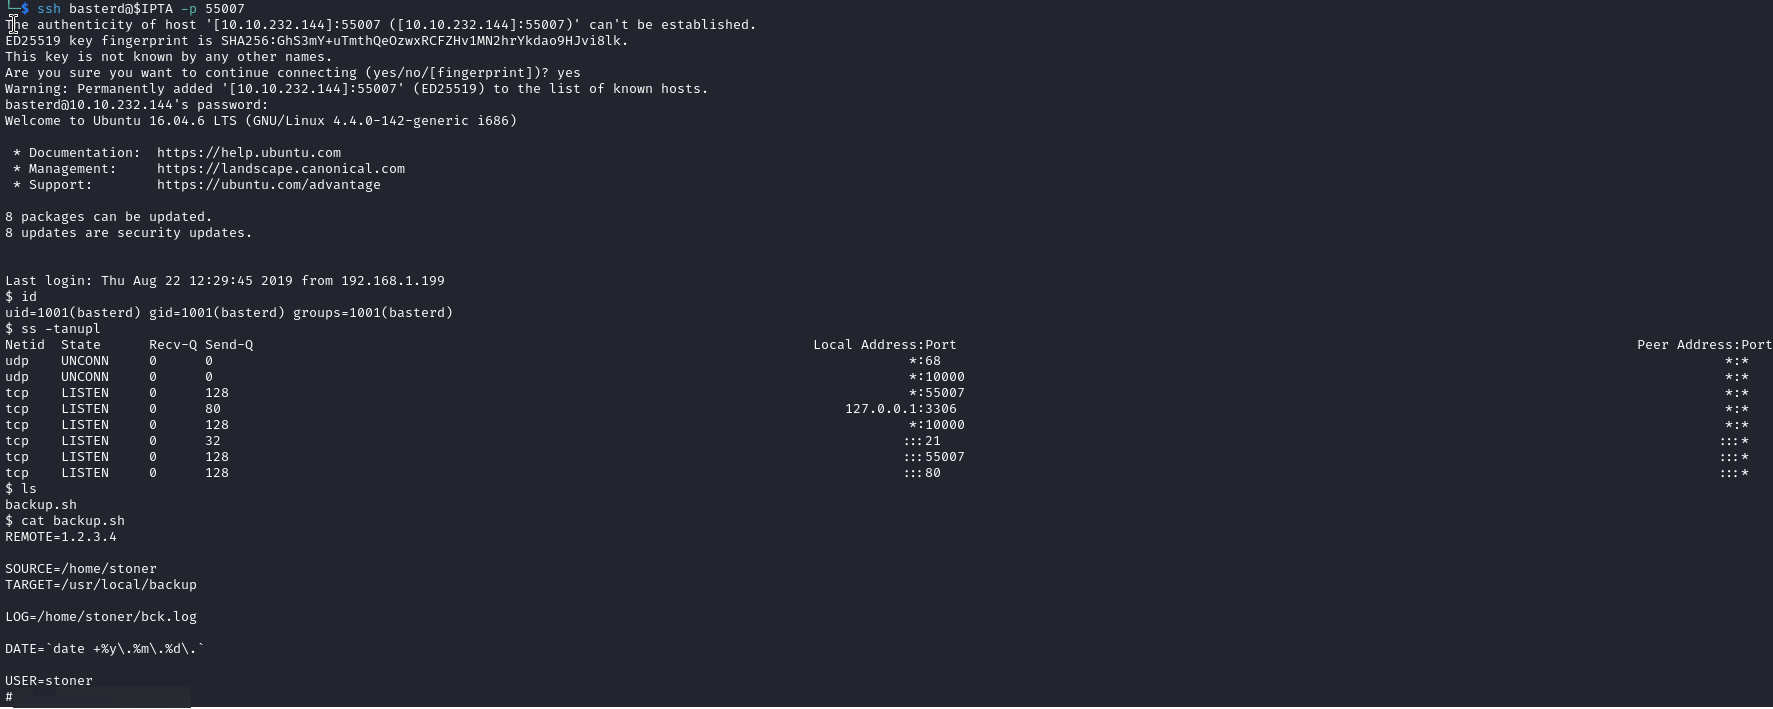 └─$ ssh basterd@$IPTA -p 55007
The authenticity of host '[10.10.232.144]:55007 ([10.10.232.144]:55007)' can't be established.
ED25519 key fingerprint is SHA256:GhS3mY+uTmthQeOzwxRCFZHv1MN2hrYkdao9HJvi8lk.
This key is not known by any other names.
Are you sure you want to continue connecting (yes/no/[fingerprint])? yes
Warning: Permanently added '[10.10.232.144]:55007' (ED25519) to the list of known hosts.
basterd@10.10.232.144's password:
Welcome to Ubuntu 16.04.6 LTS (GNU/Linux 4.4.0-142-generic i686)
* Documentation:  https://help.ubuntu.com
* Management:     https://landscape.canonical.com
* Support:        https://ubuntu.com/advantage
8 packages can be updated.
8 updates are security updates.
Last login: Thu Aug 22 12:29:45 2019 from 192.168.1.199
$ id
uid=1001(basterd) gid=1001(basterd) groups=1001(basterd)
$ ss -tanupl
Netid  State      Recv-Q Send-Q  Local Address:Port  Peer Address:Port
udp    UNCONN     0      0       *:68       *:*
udp    UNCONN     0      0       *:10000    *:*
tcp    LISTEN     0      128     *:55007    *:*
tcp    LISTEN     0      80      127.0.0.1:3306    *:*
tcp    LISTEN     0      128     *:10000    *:*
tcp    LISTEN     0      32      :::21      :::*
tcp    LISTEN     0      128     :::55007   :::*
tcp    LISTEN     0      128     :::80      :::*
$ ls
backup.sh
$ cat backup.sh
REMOTE=1.2.3.4
SOURCE=/home/stoner
TARGET=/usr/local/backup
LOG=/home/stoner/bck.log
DATE=`date +%y\.%m\.%d\.`
USER=stoner
#